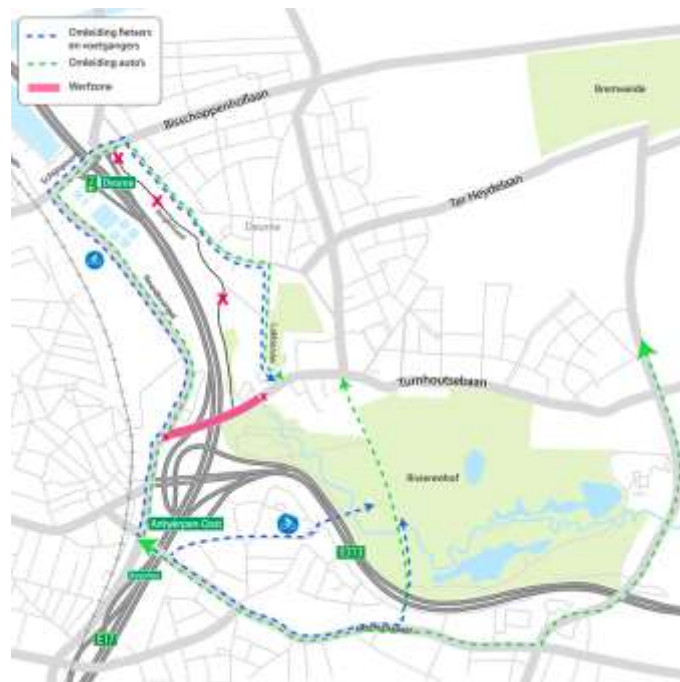 Omleiding fietsers
en voetgangers
Omleiding auto's
Werfzone
Bisschoppenhoflaan
Bremweide
Deurne
Ter Heydelaan
Deurne
Turnhoutsebaan
Rivierenhof
Antwerpen Oost
E313
E17